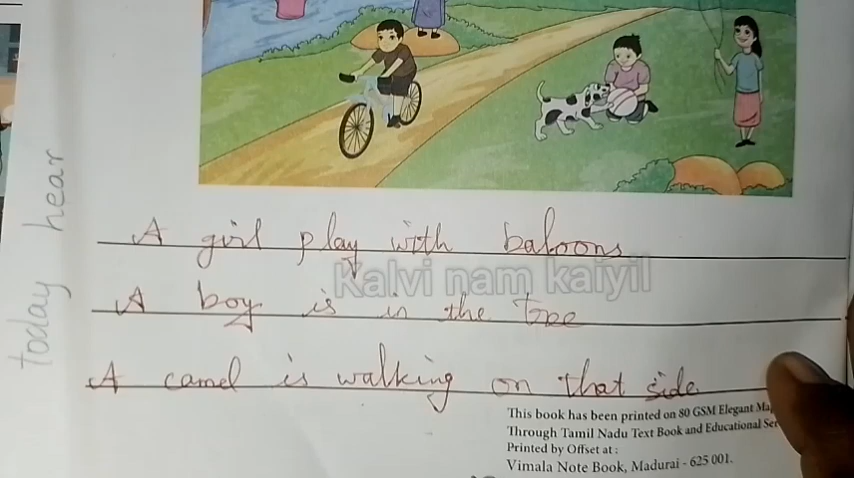 today hear
A girl play with baloons
Kalvi nam kaiyil
A boy is in the tree
A camel is walking on that side
This book has been printed on 80 GSM Elegant
Through Tamil Nadu Text Book and Educational
Printed by Offset at :
Vimala Note Book, Madurai - 625 001.